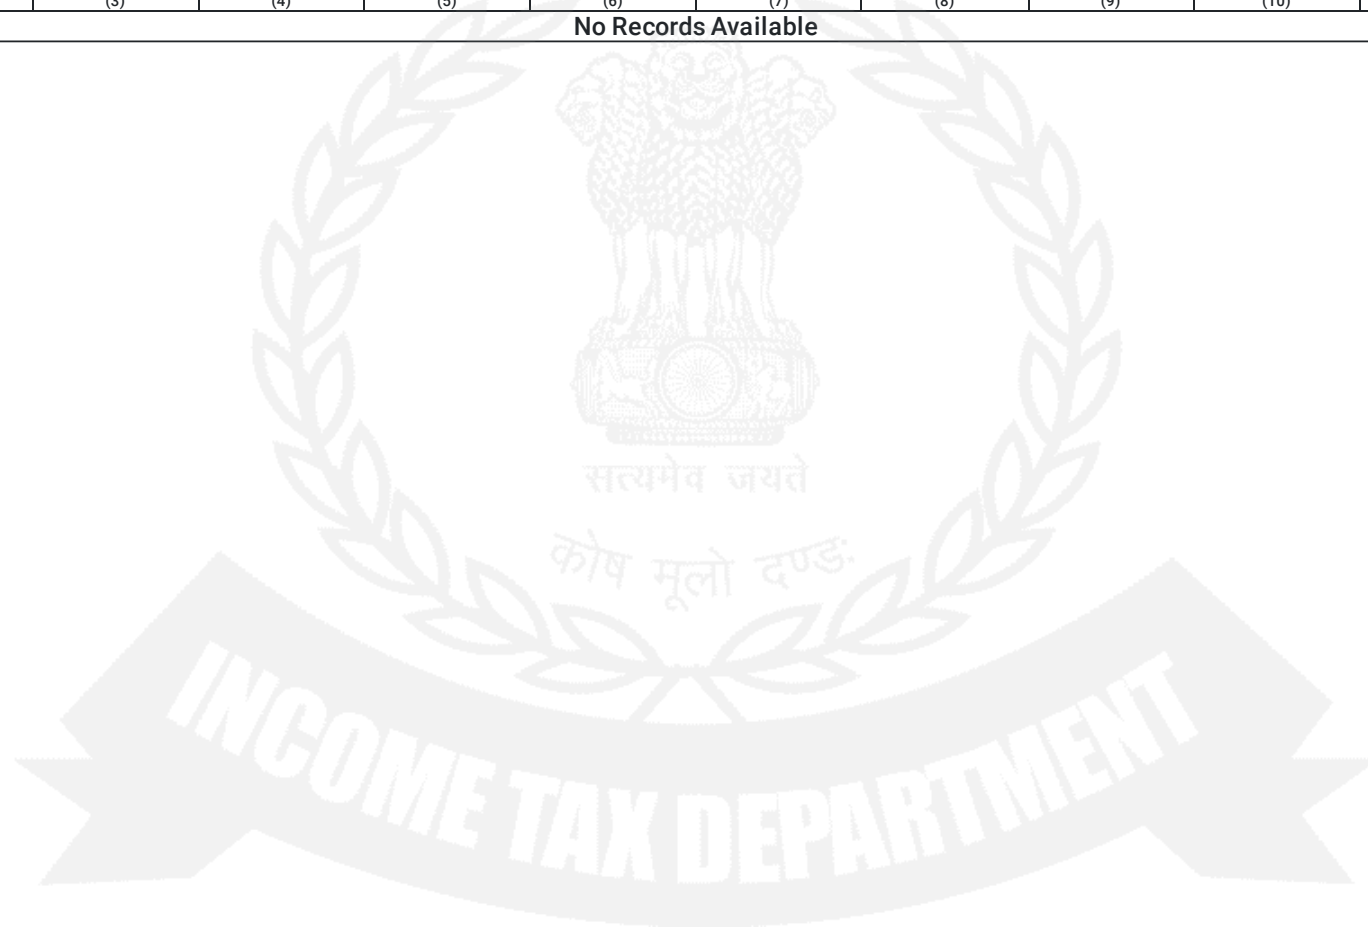 (3) (4) (5) (6) (7) (8) (9) (10)
No Records Available
सत्यमेव जयते
कोष मूलो दण्डः
INCOME TAX DEPARTMENT